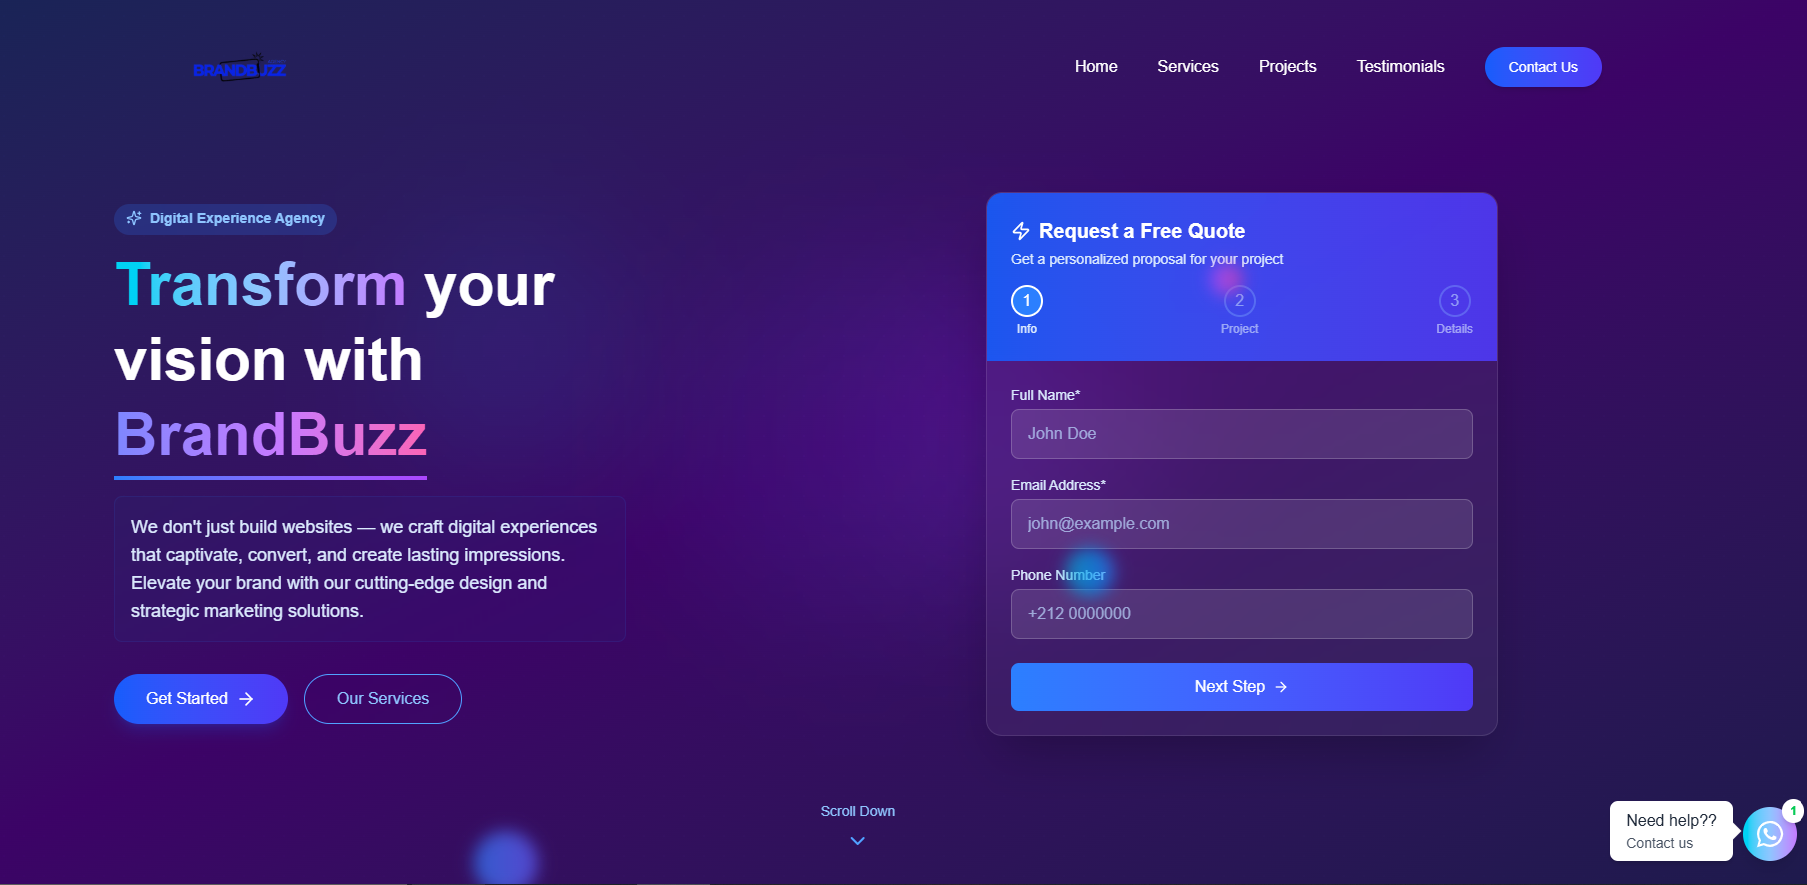 BRANDBUZZ
Home
Services
Projects
Testimonials
Contact Us
Digital Experience Agency
Transform your
vision with
BrandBuzz
We don't just build websites — we craft digital experiences
that captivate, convert, and create lasting impressions.
Elevate your brand with our cutting-edge design and
strategic marketing solutions.
Get Started
Our Services
Request a Free Quote
Get a personalized proposal for your project
1
2
3
Info
Project
Details
Full Name*
John Doe
Email Address*
john@example.com
Phone Number
+212 0000000
Next Step
Scroll Down
Need help??
Contact us
1